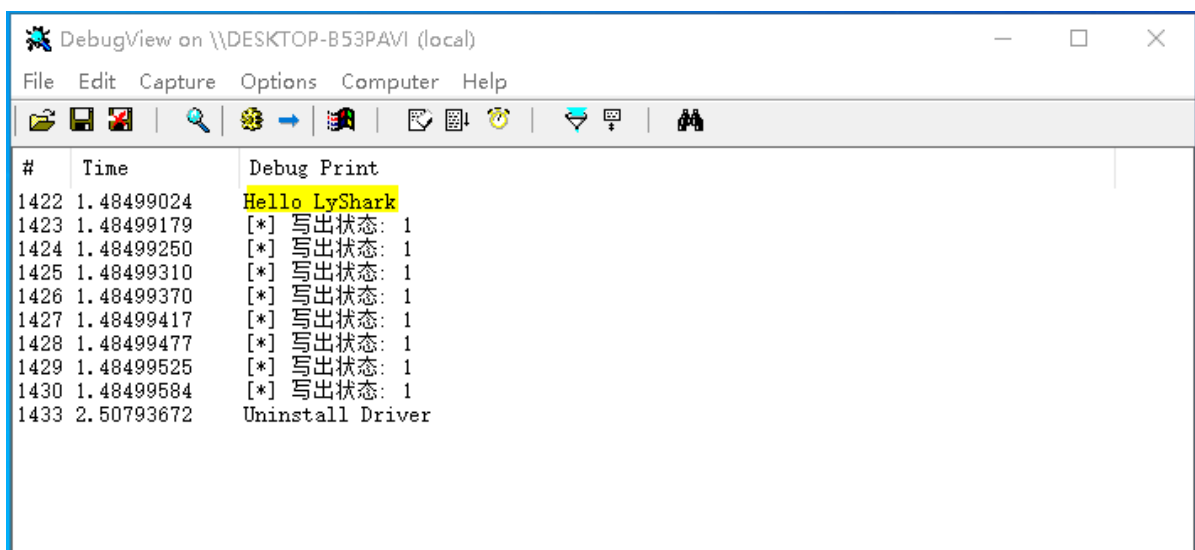 DebugView on \\DESKTOP-B53PAVI (local)
File Edit Capture Options Computer Help
# Time Debug Print
1422 1.48499024 Hello LyShark
1423 1.48499179 [*] 写出状态: 1
1424 1.48499250 [*] 写出状态: 1
1425 1.48499310 [*] 写出状态: 1
1426 1.48499370 [*] 写出状态: 1
1427 1.48499417 [*] 写出状态: 1
1428 1.48499477 [*] 写出状态: 1
1429 1.48499525 [*] 写出状态: 1
1430 1.48499584 [*] 写出状态: 1
1433 2.50793672 Uninstall Driver